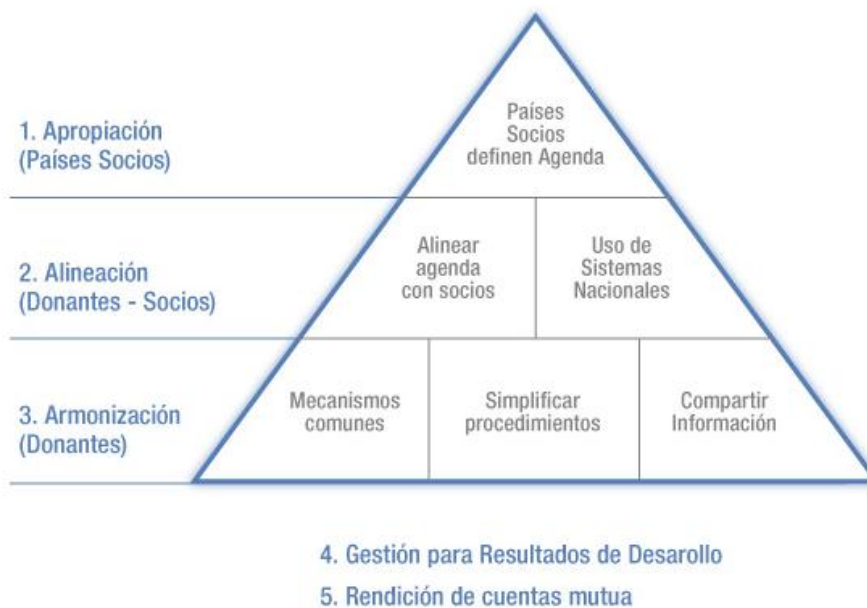 Países
Socios
definen Agenda
1. Apropiación
(Países Socios)
Alinear
agenda
con socios
Uso de
Sistemas
Nacionales
2. Alineación
(Donantes - Socios)
Mecanismos
comunes
Simplificar
procedimientos
Compartir
Información
3. Armonización
(Donantes)
4. Gestión para Resultados de Desarollo
5. Rendición de cuentas mutua